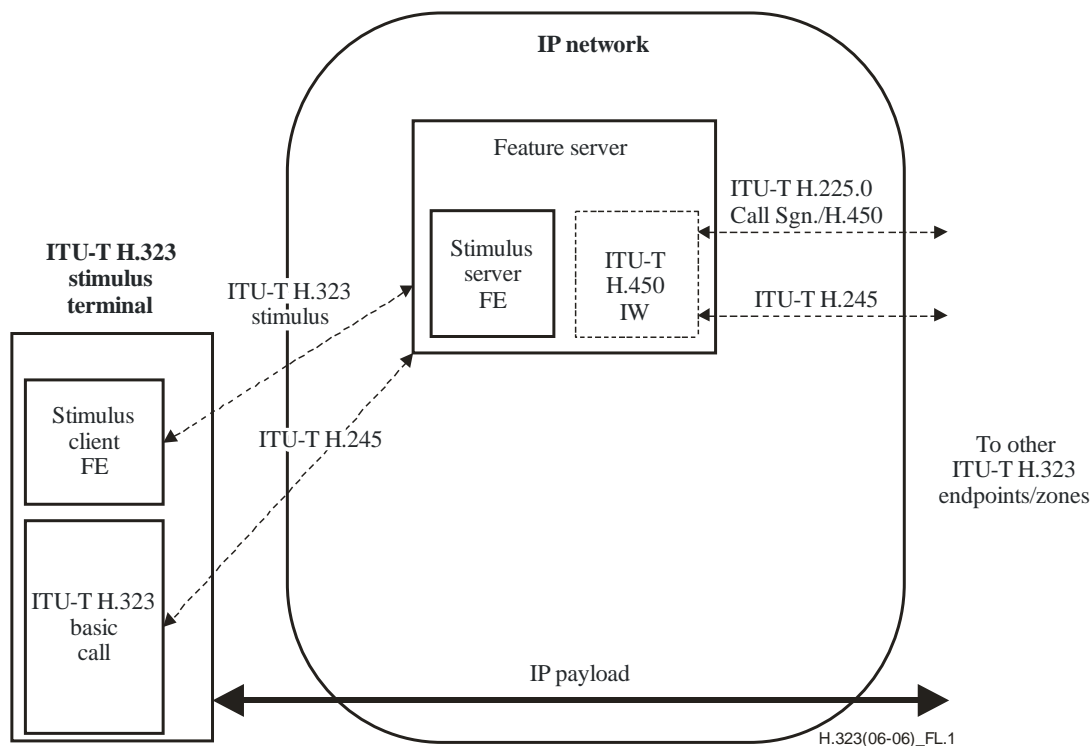 IP network
Feature server
ITU-T H.225.0
Call Sgn./H.450
Stimulus
server
FE
ITU-T
H.450
IW
ITU-T H.245
ITU-T H.323
stimulus
terminal
ITU-T H.323
stimulus
Stimulus
client
FE
ITU-T H.245
To other
ITU-T H.323
endpoints/zones
ITU-T H.323
basic
call
IP payload
H.323(06-06)_FL.1